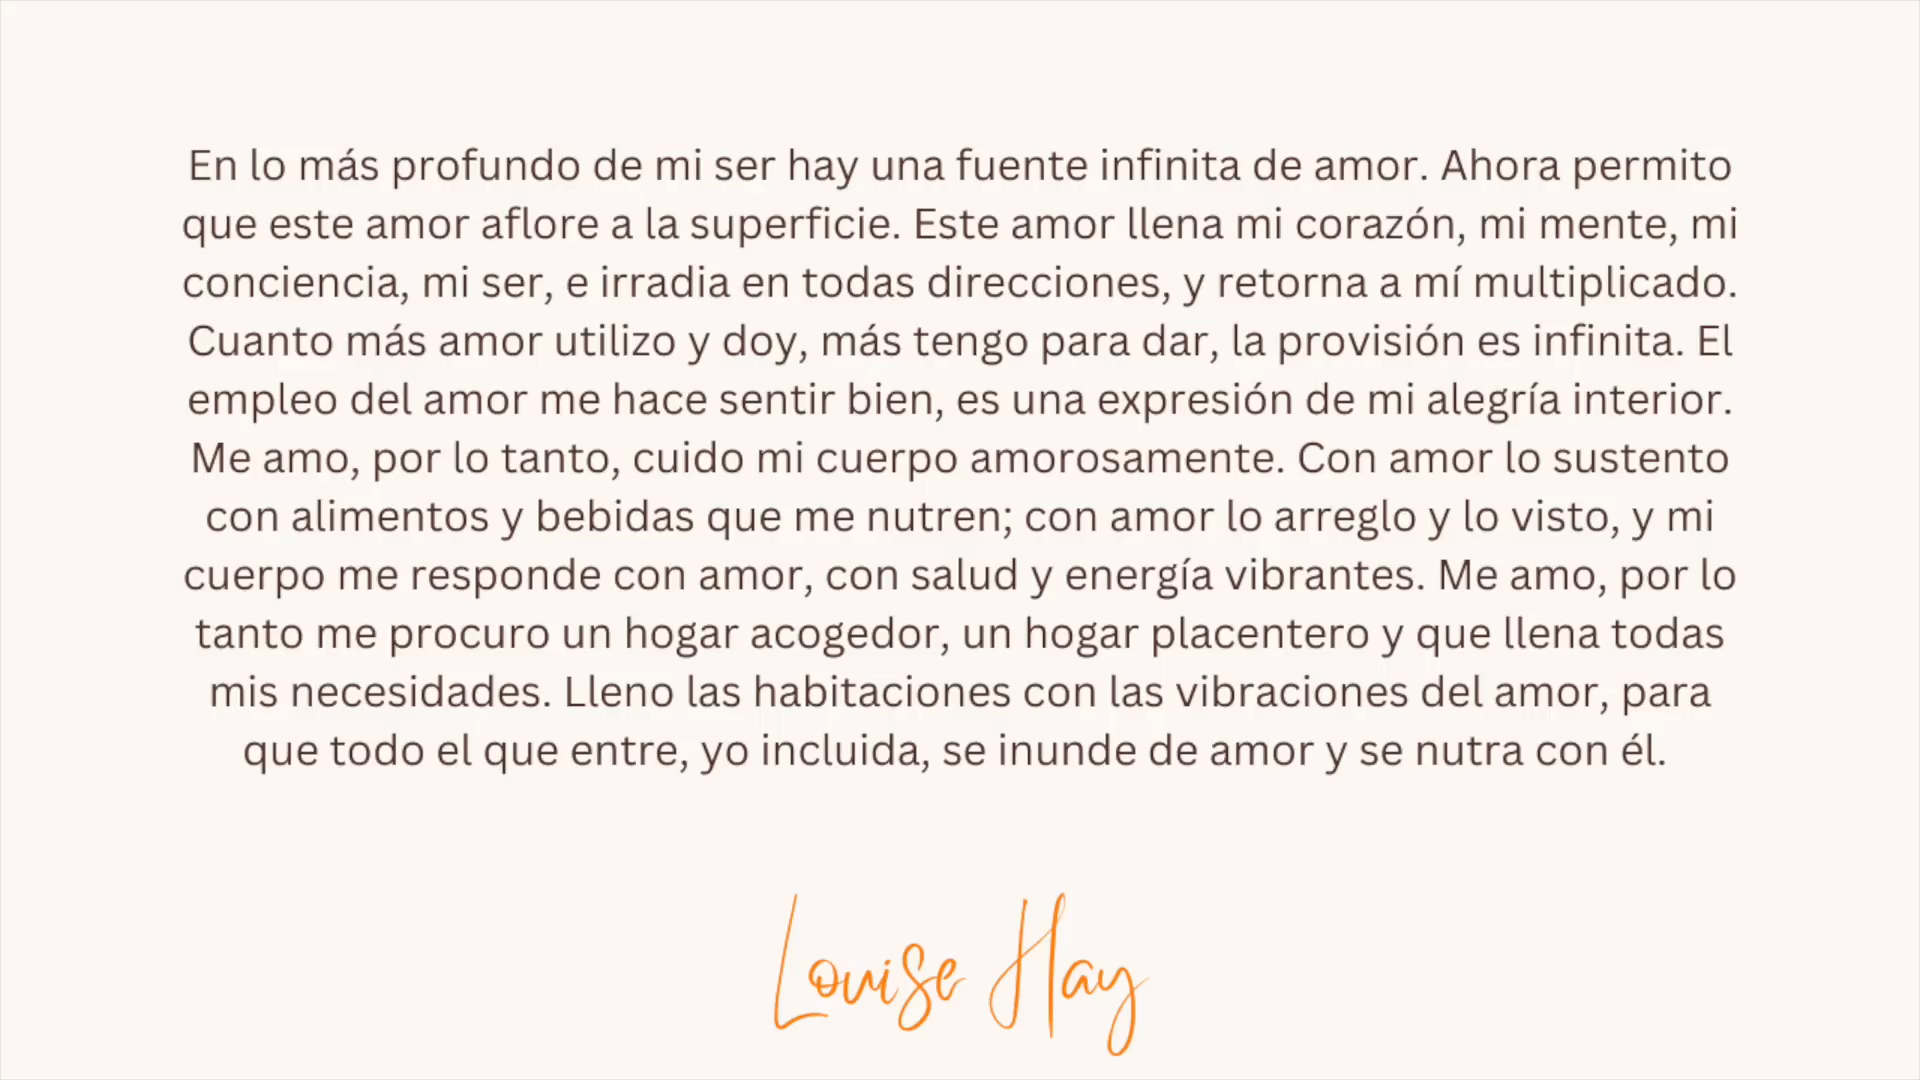 En lo más profundo de mi ser hay una fuente infinita de amor. Ahora permito
que este amor aflore a la superficie. Este amor llena mi corazón, mi mente, mi
conciencia, mi ser, e irradia en todas direcciones, y retorna a mí multiplicado.
Cuanto más amor utilizo y doy, más tengo para dar, la provisión es infinita. El
empleo del amor me hace sentir bien, es una expresión de mi alegría interior.
Me amo, por lo tanto, cuido mi cuerpo amorosamente. Con amor lo sustento
con alimentos y bebidas que me nutren; con amor lo arreglo y lo visto, y mi
cuerpo me responde con amor, con salud y energía vibrantes. Me amo, por lo
tanto me procuro un hogar acogedor, un hogar placentero y que llena todas
mis necesidades. Lleno las habitaciones con las vibraciones del amor, para
que todo el que entre, yo incluida, se inunde de amor y se nutra con él.
Louise Hay